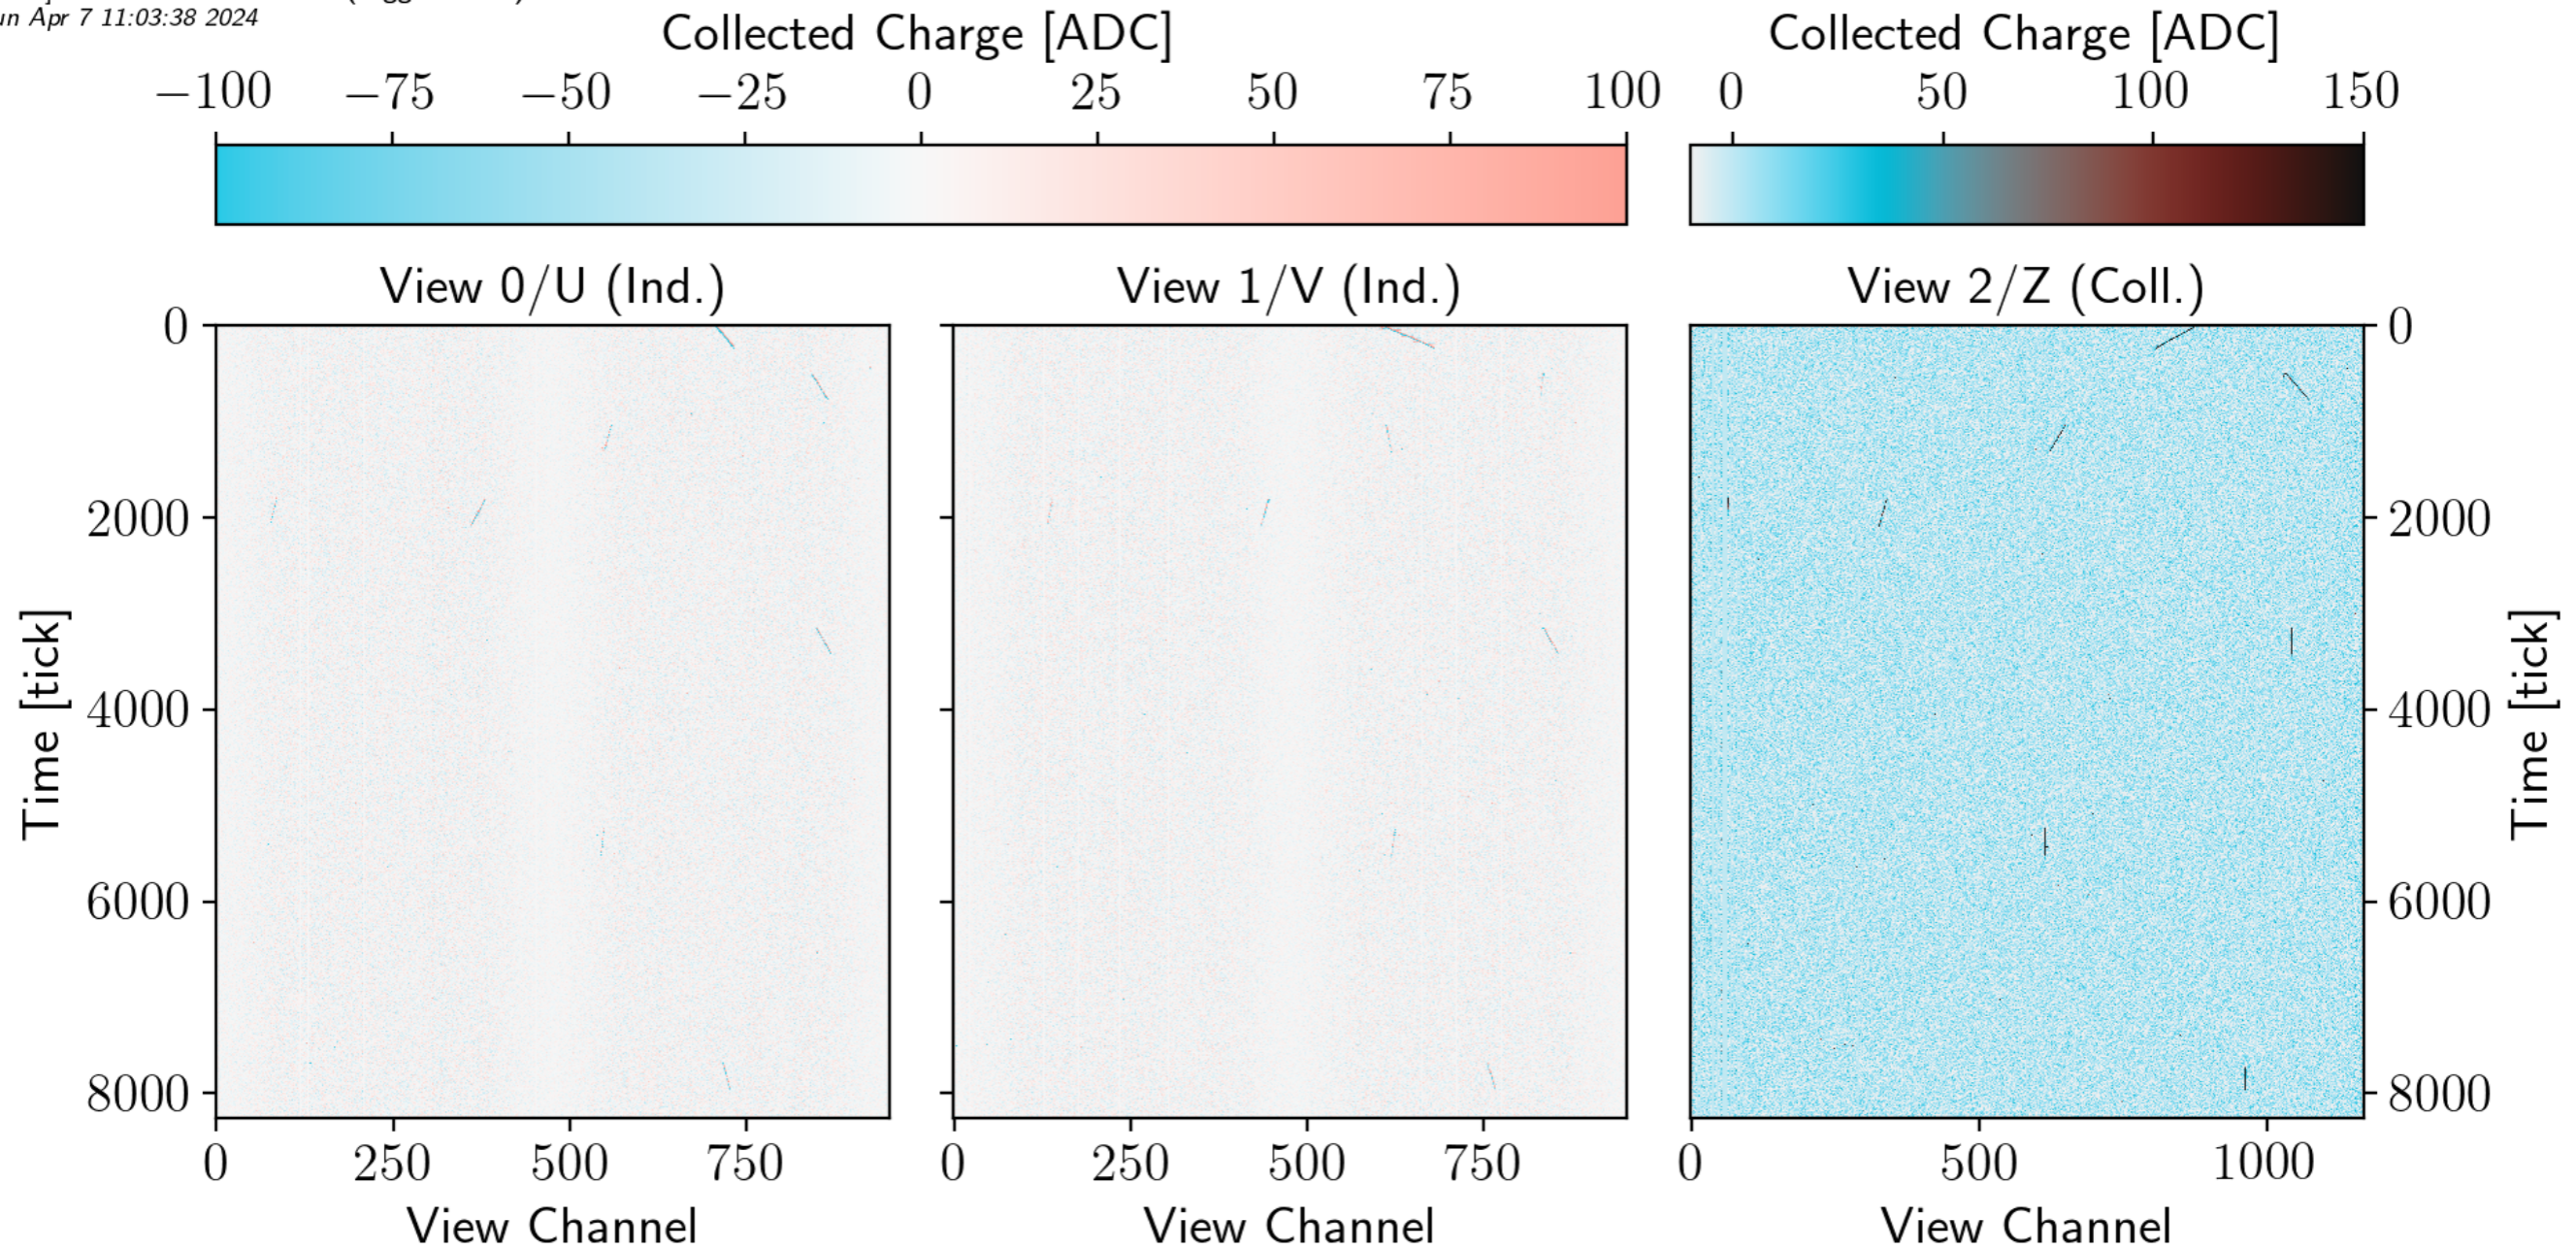 Apr 7 11:03:38 2024
Collected Charge [ADC] Collected Charge [ADC]
−100 −75 −50 −25 0 25 50 75 100 0 50 100 150
View 0/U (Ind.) View 1/V (Ind.) View 2/Z (Coll.)
0 0
2000 2000
Time [tick] Time [tick]
4000 4000
6000 6000
8000 8000
0 250 500 750 0 250 500 750 0 500 1000
View Channel View Channel View Channel